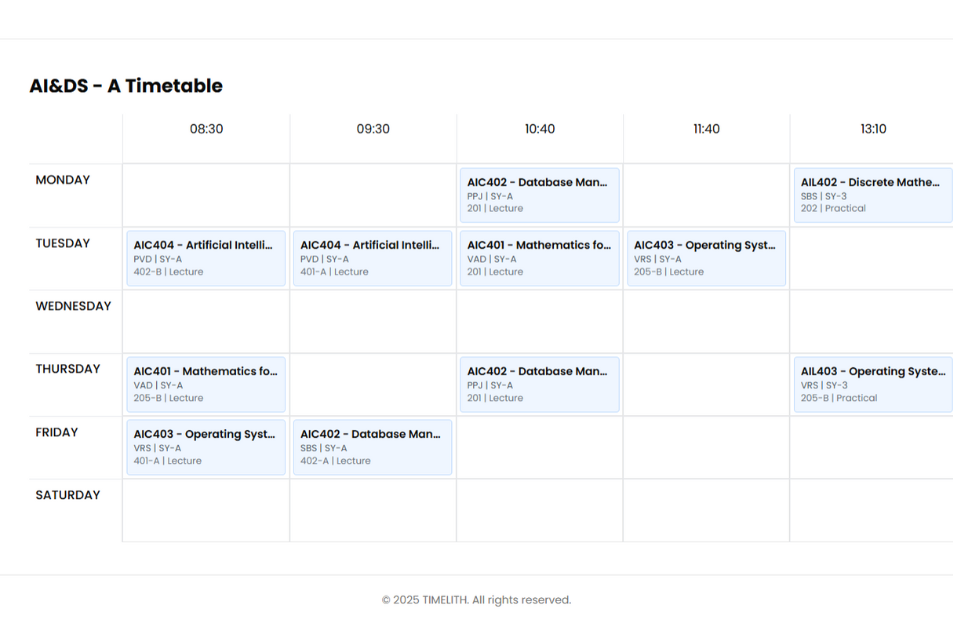 AI&DS - A Timetable
08:30 09:30 10:40 11:40 13:10
MONDAY
AIC402 - Database Man...
PPJ | SY-A
201 | Lecture
AIL402 - Discrete Mathe...
SBS | SY-3
202 | Practical
TUESDAY
AIC404 - Artificial Intelli...
PVD | SY-A
402-B | Lecture
AIC404 - Artificial Intelli...
PVD | SY-A
401-A | Lecture
AIC401 - Mathematics fo...
VAD | SY-A
201 | Lecture
AIC403 - Operating Syst...
VRS | SY-A
205-B | Lecture
WEDNESDAY
THURSDAY
AIC401 - Mathematics fo...
VAD | SY-A
205-B | Lecture
AIC402 - Database Man...
PPJ | SY-A
201 | Lecture
AIL403 - Operating Syste...
VRS | SY-3
205-B | Practical
FRIDAY
AIC403 - Operating Syst...
VRS | SY-A
401-A | Lecture
AIC402 - Database Man...
SBS | SY-A
402-A | Lecture
SATURDAY
© 2025 TIMELITH. All rights reserved.